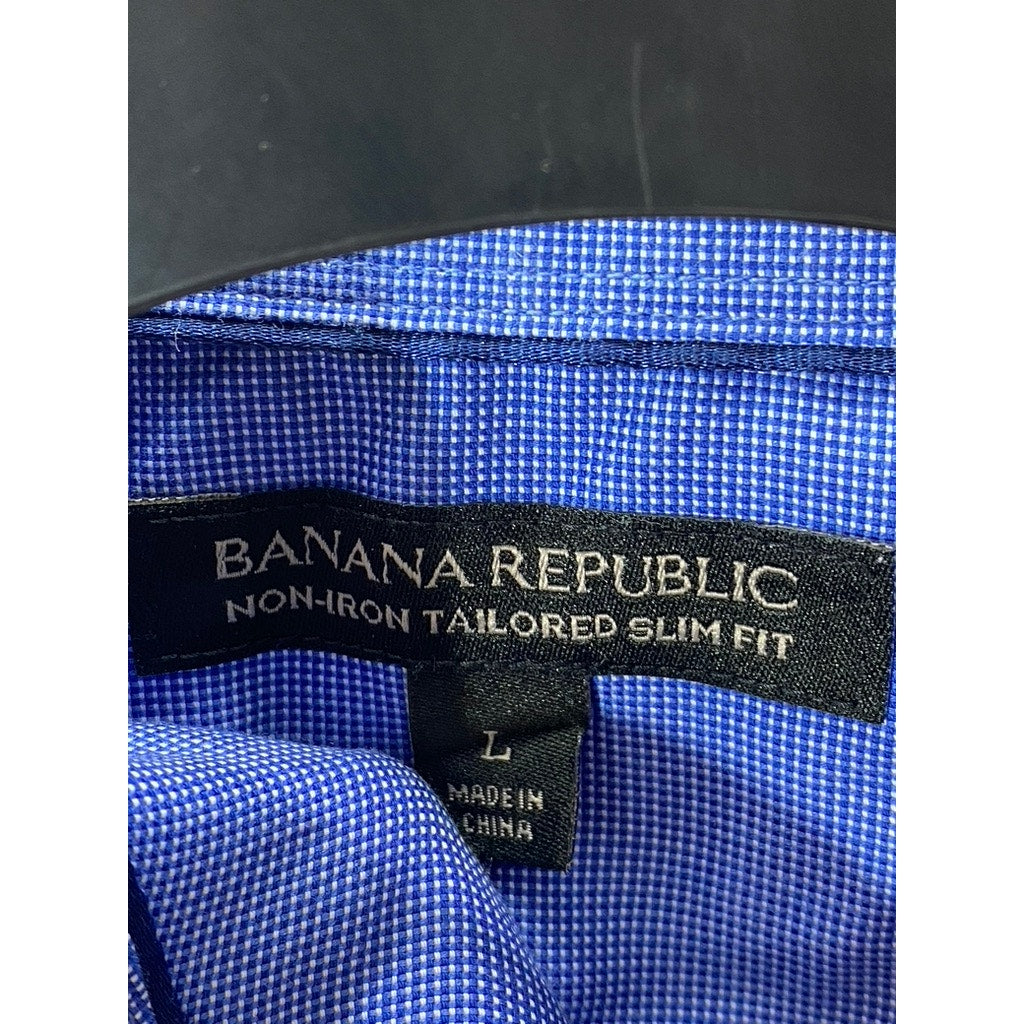 BANANA REPUBLIC
NON-IRON TAILORED SLIM FIT
L
MADE IN
CHINA